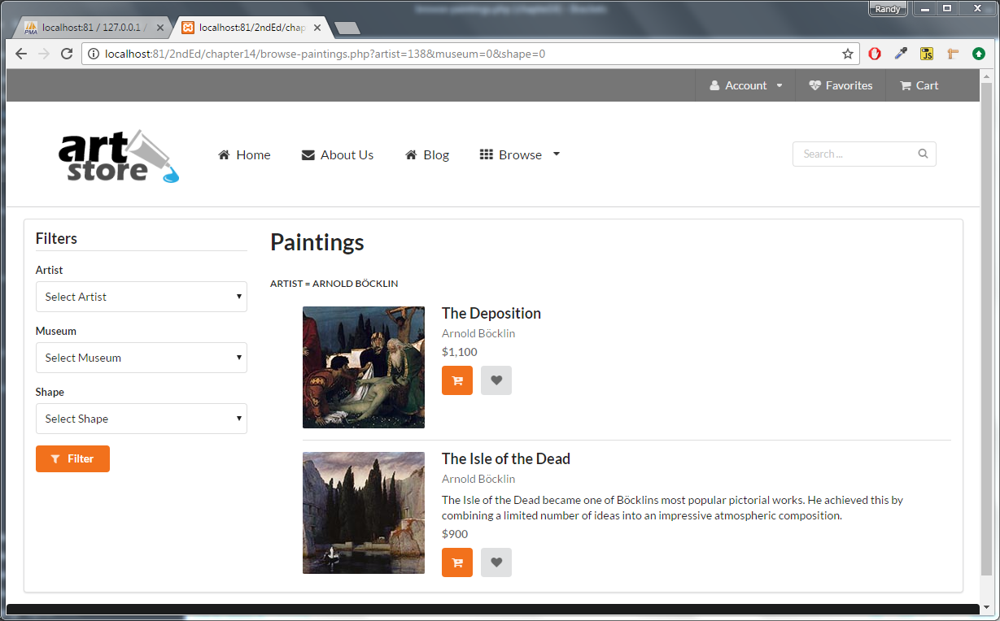 Randy
localhost:81 / 127.0.0.1 /
localhost:81/2ndEd/chap
localhost:81/2ndEd/chapter14/browse-paintings.php?artist=138&museum=0&shape=0
JS
Account
Favorites
Cart
art
store
Home
About Us
Blog
Browse
Search ...
Filters
Artist
Select Artist
Museum
Select Museum
Shape
Select Shape
Filter
Paintings
ARTIST = ARNOLD BÖCKLIN
The Deposition
Arnold Böcklin
$1,100
The Isle of the Dead
Arnold Böcklin
The Isle of the Dead became one of Böcklins most popular pictorial works. He achieved this by
combining a limited number of ideas into an impressive atmospheric composition.
$900